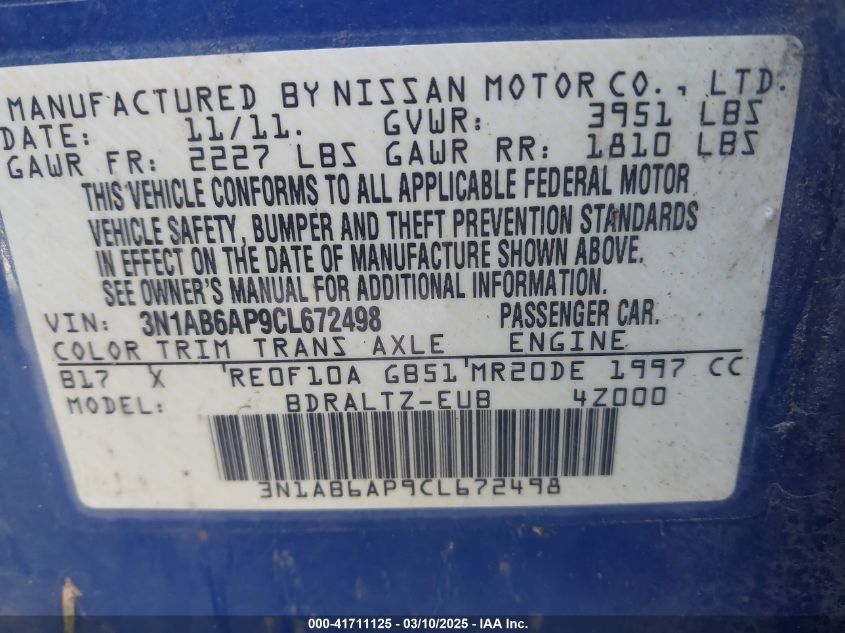 MANUFACTURED BY NISSAN MOTOR CO., LTD.
DATE: 11/11. GVWR: 3951 LBS
GAWR FR: 2227 LBS GAWR RR: 1810 LBS
THIS VEHICLE CONFORMS TO ALL APPLICABLE FEDERAL MOTOR
VEHICLE SAFETY, BUMPER AND THEFT PREVENTION STANDARDS
IN EFFECT ON THE DATE OF MANUFACTURE SHOWN ABOVE.
SEE OWNER'S MANUAL FOR ADDITIONAL INFORMATION.
VIN: 3N1AB6AP9CL672498 PASSENGER CAR.
COLOR TRIM TRANS AXLE ENGINE
B17 X RE0F10A GB51 MR20DE 1997 CC
MODEL: BDRALTZ-EUB 4Z000
3N1AB6AP9CL672498
000-41711125 - 03/10/2025 - IAA Inc.